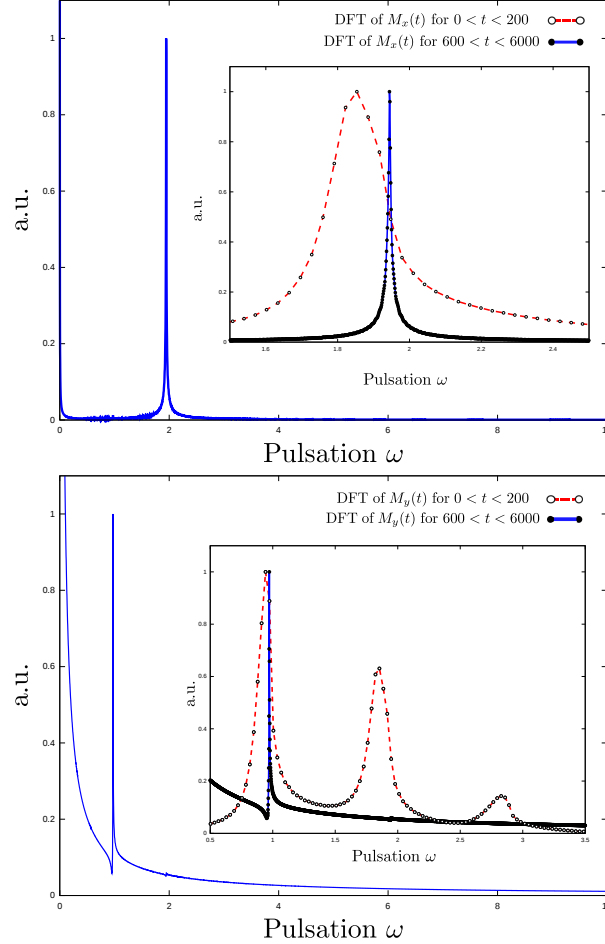 DFT of M_x(t) for 0 < t < 200
DFT of M_x(t) for 600 < t < 6000
1
0.8
0.6
0.4
0.2
0
a.u.
0 2 4 6 8 10
Pulsation ω
1
0.8
0.6
0.4
0.2
0
a.u.
1.6 1.8 2 2.2 2.4
Pulsation ω
DFT of M_y(t) for 0 < t < 200
DFT of M_y(t) for 600 < t < 6000
1
0.8
0.6
0.4
0.2
0
a.u.
0 2 4 6 8 10
Pulsation ω
1
0.8
0.6
0.4
0.2
0
a.u.
0.5 1 1.5 2 2.5 3 3.5
Pulsation ω